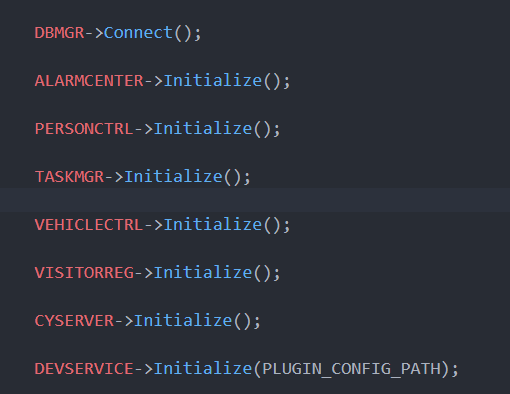 DBMGR->Connect();
ALARMCENTER->Initialize();
PERSONCTRL->Initialize();
TASKMGR->Initialize();
VEHICLECTRL->Initialize();
VISITORREG->Initialize();
CYSERVER->Initialize();
DEVSERVICE->Initialize(PLUGIN_CONFIG_PATH);